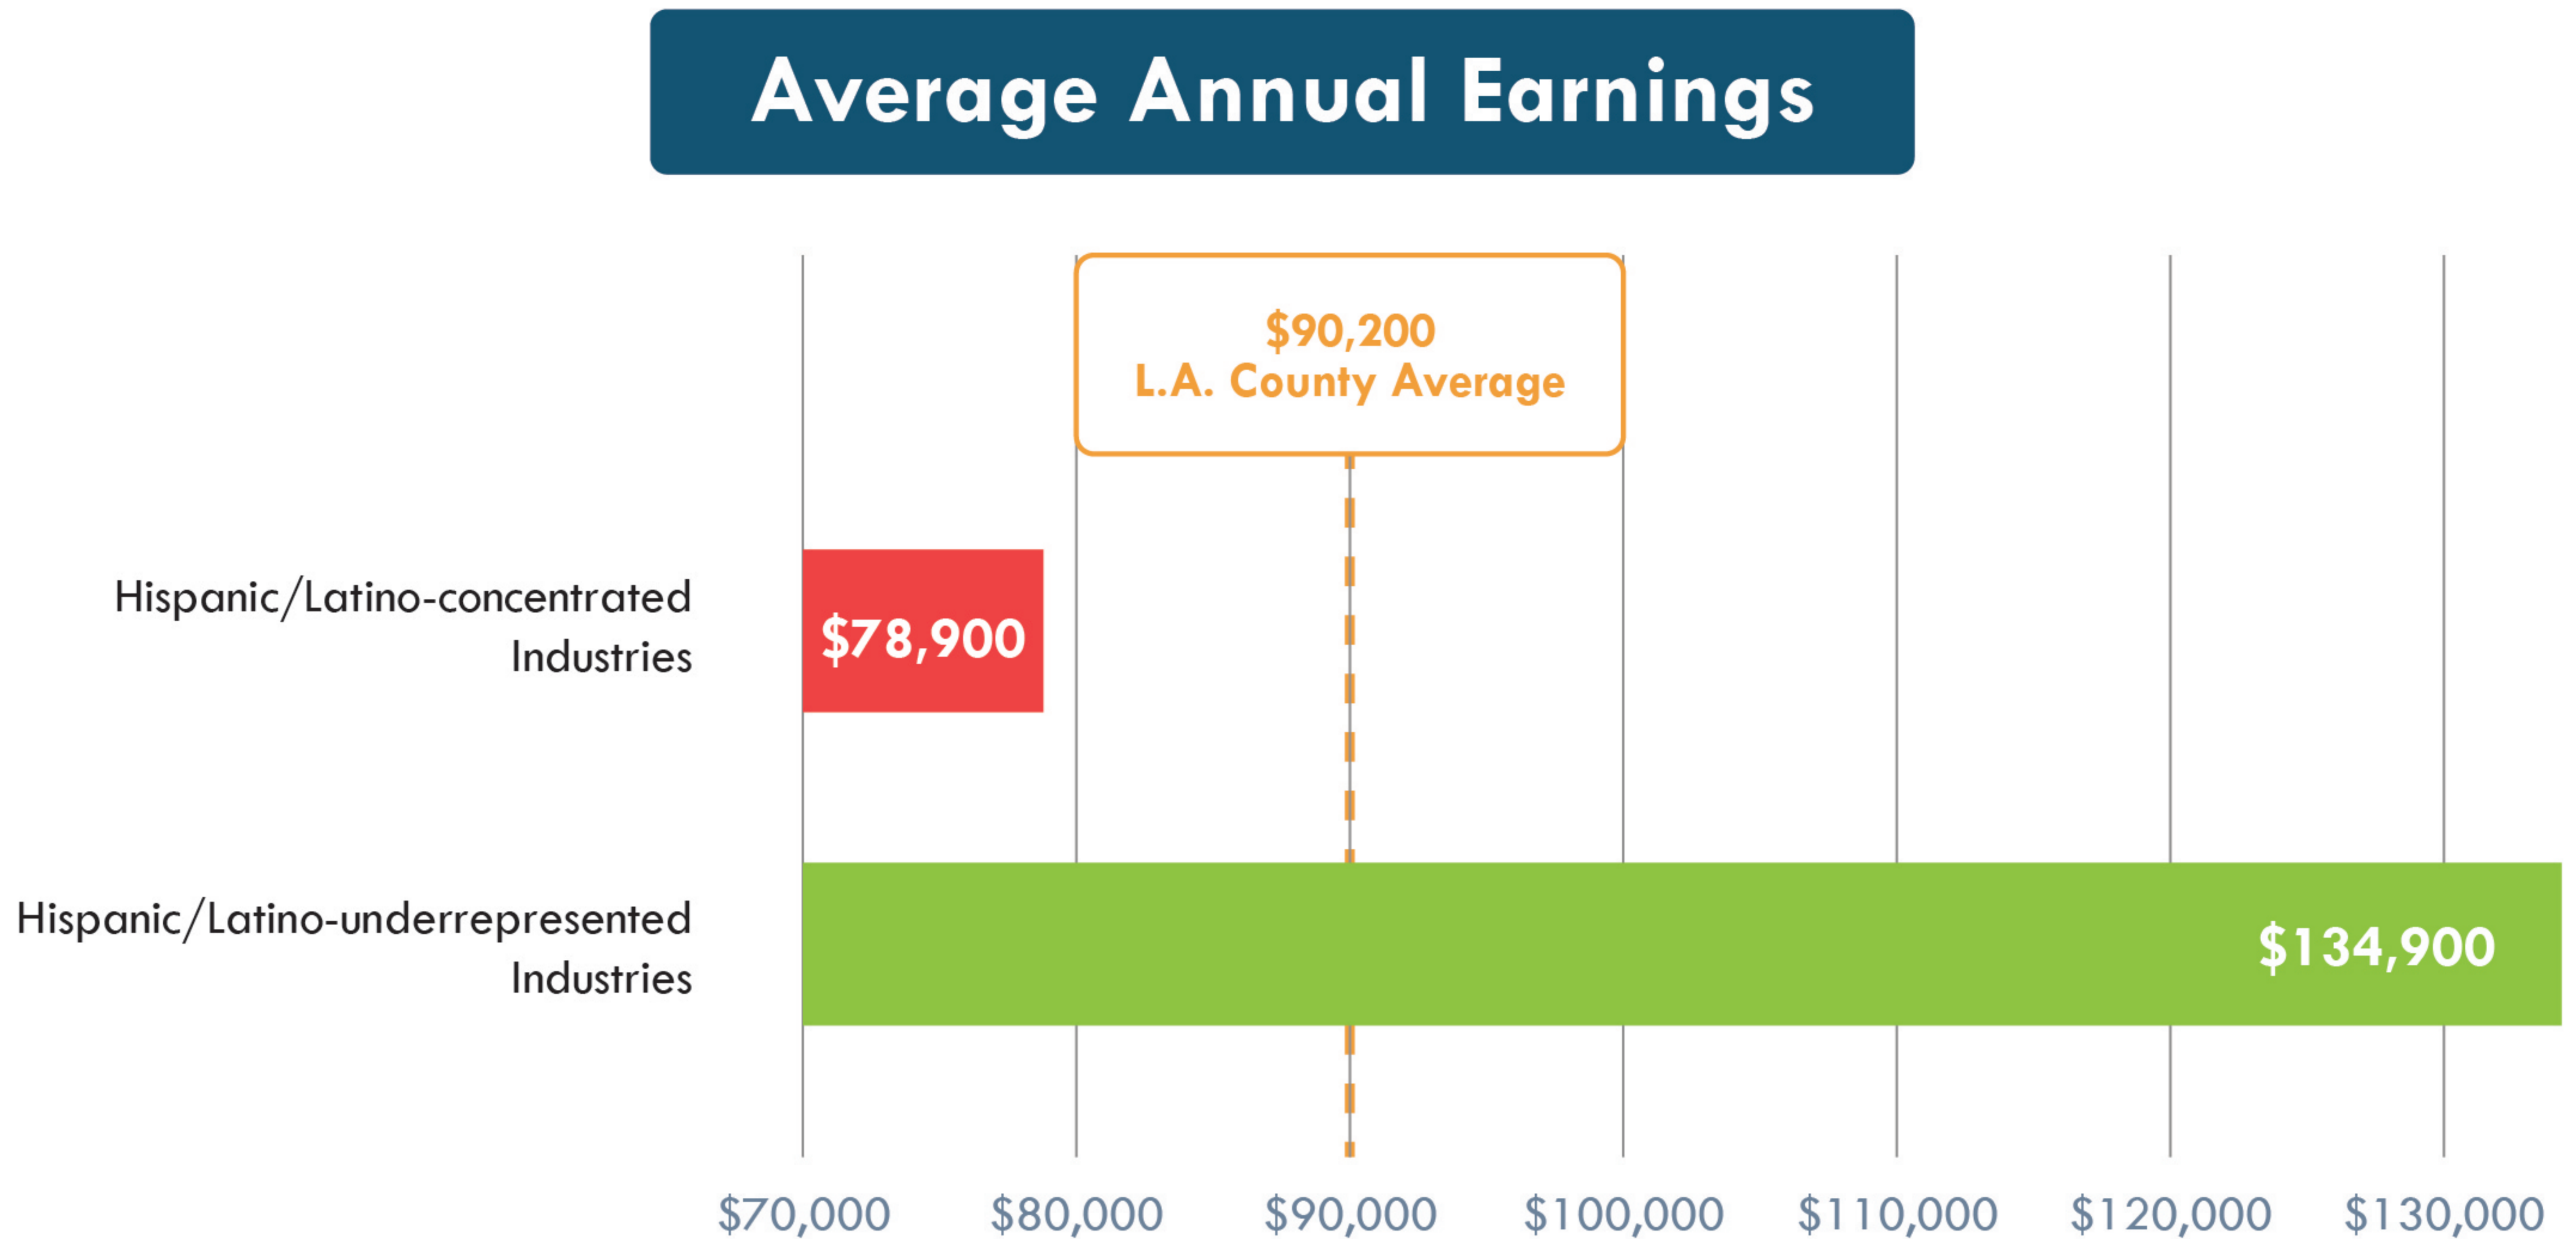 Average Annual Earnings
$90,200
L.A. County Average
Hispanic/Latino-concentrated
Industries
$78,900
Hispanic/Latino-underrepresented
Industries
$134,900
$70,000 $80,000 $90,000 $100,000 $110,000 $120,000 $130,000